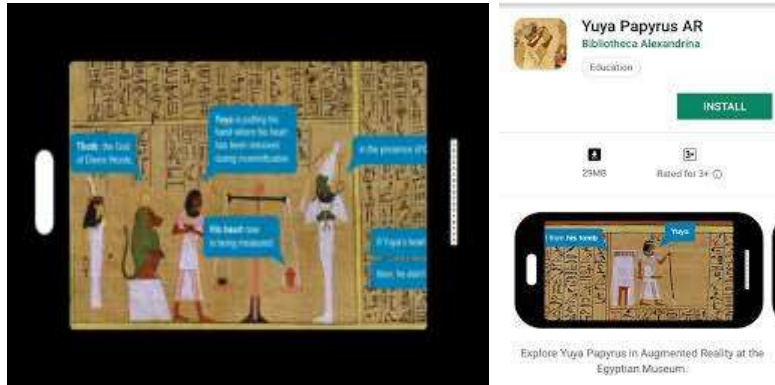 Thoth, the God
of Divine Words.
Yuya is putting his
hand where his heart
has been removed
during mummification.
in the presence of
His heart now
is being measured
If Yuya's heart
Yuya Papyrus AR
Bibliotheca Alexandrina
Education
INSTALL
29MB
3+
Rated for 3+
from his tomb
Yuya
Explore Yuya Papyrus in Augmented Reality at the
Egyptian Museum.